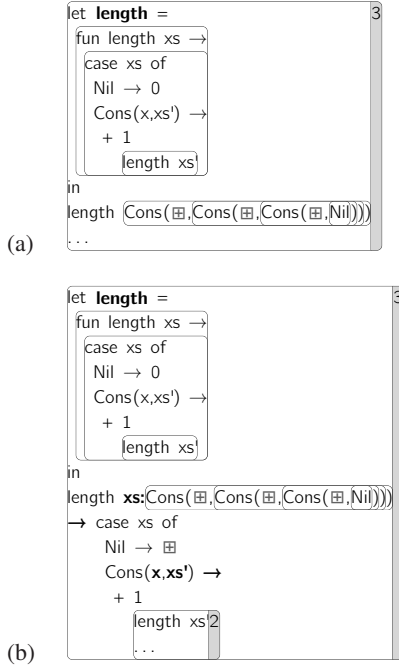 let length = 3
fun length xs →
case xs of
Nil → 0
Cons(x,xs') →
+ 1
length xs'
in
length Cons(⊞,Cons(⊞,Cons(⊞,Nil)))
(a)
...
let length = 3
fun length xs →
case xs of
Nil → 0
Cons(x,xs') →
+ 1
length xs'
in
length xs:Cons(⊞,Cons(⊞,Cons(⊞,Nil)))
→ case xs of
Nil → ⊞
Cons(x,xs') →
+ 1
length xs' 2
(b) ...